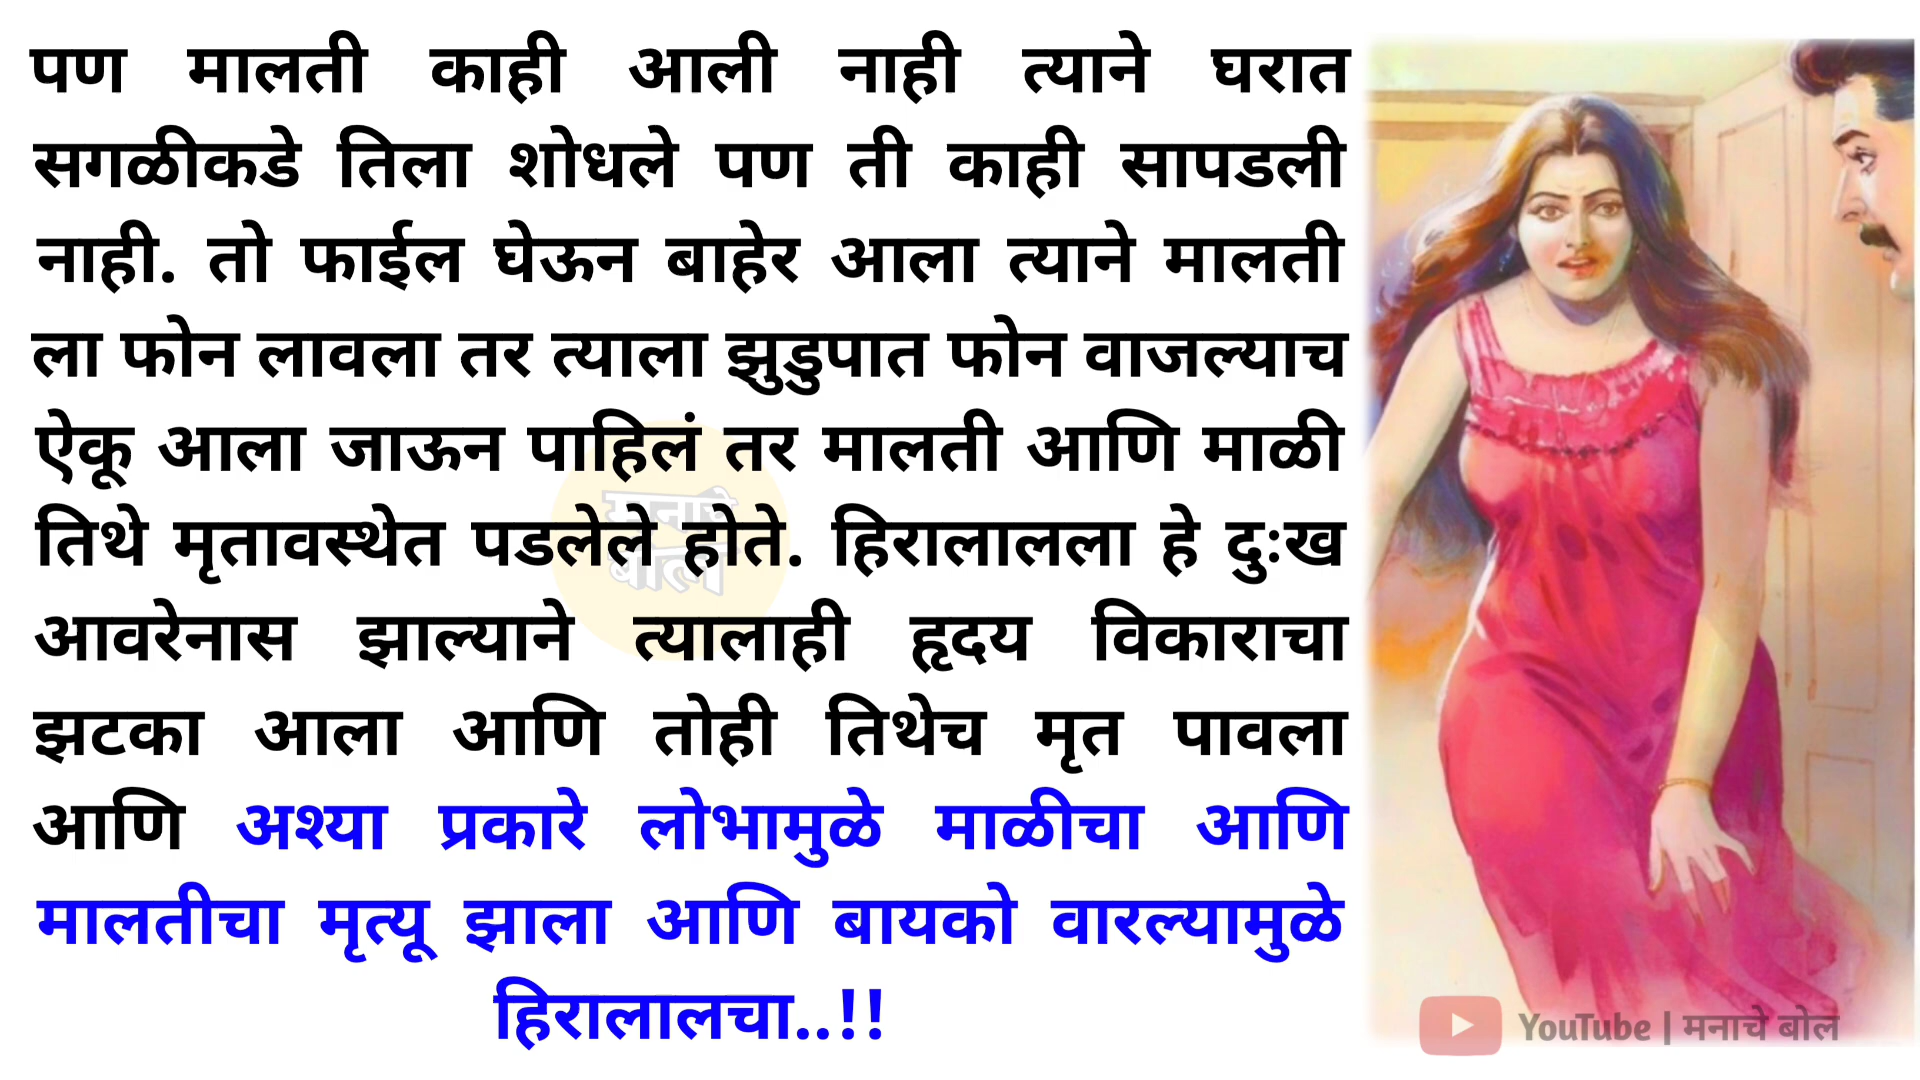 पण मालती काही आली नाही त्याने घरात
सगळीकडे तिला शोधले पण ती काही सापडली
नाही. तो फाईल घेऊन बाहेर आला त्याने मालती
ला फोन लावला तर त्याला झुडुपात फोन वाजल्याच
ऐकू आला जाऊन पाहिलं तर मालती आणि माळी
तिथे मृतावस्थेत पडलेले होते. हिरालालला हे दुःख
आवरेनास झाल्याने त्यालाही हृदय विकाराचा
झटका आला आणि तोही तिथेच मृत पावला
आणि अश्या प्रकारे लोभामुळे माळीचा आणि
मालतीचा मृत्यू झाला आणि बायको वारल्यामुळे
हिरालालचा..!!
मनाचे
बोल
YouTube | मनाचे बोल